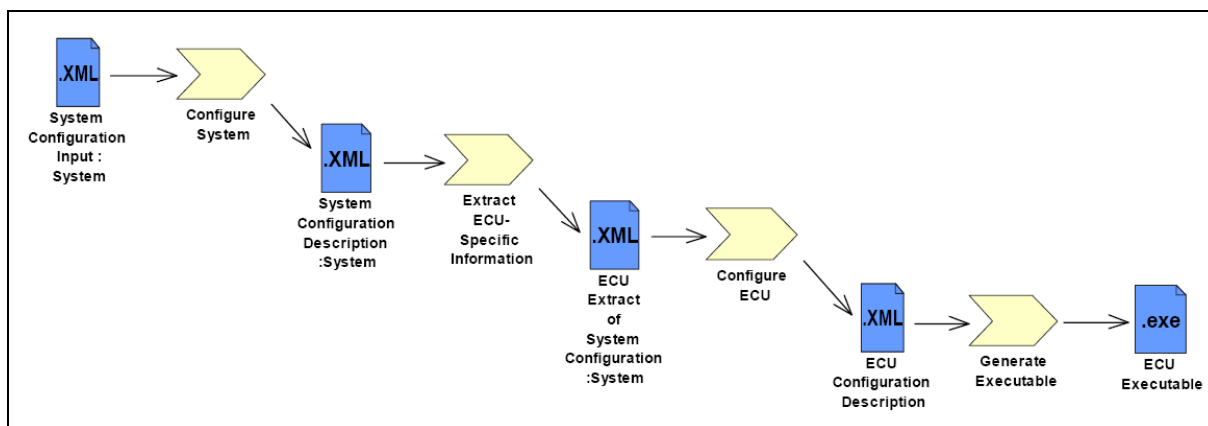 .XML
System
Configuration
Input :
System
Configure
System
.XML
System
Configuration
Description
:System
Extract
ECU-
Specific
Information
.XML
ECU
Extract
of
System
Configuration
:System
Configure
ECU
.XML
ECU
Configuration
Description
Generate
Executable
.exe
ECU
Executable